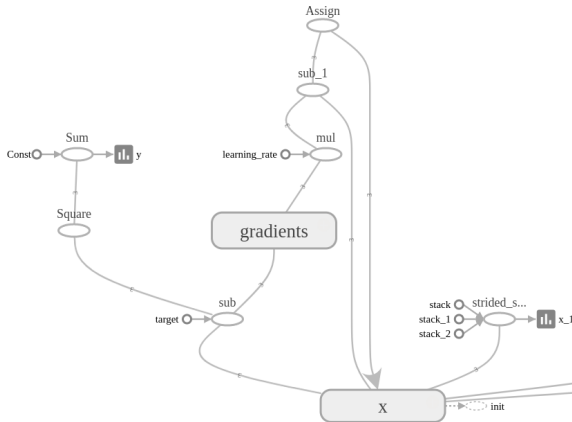 Assign
sub_1
mul
learning_rate
Sum
Const
y
Square
gradients
sub
target
stack
stack_1
stack_2
strided_s...
x_1
x
init